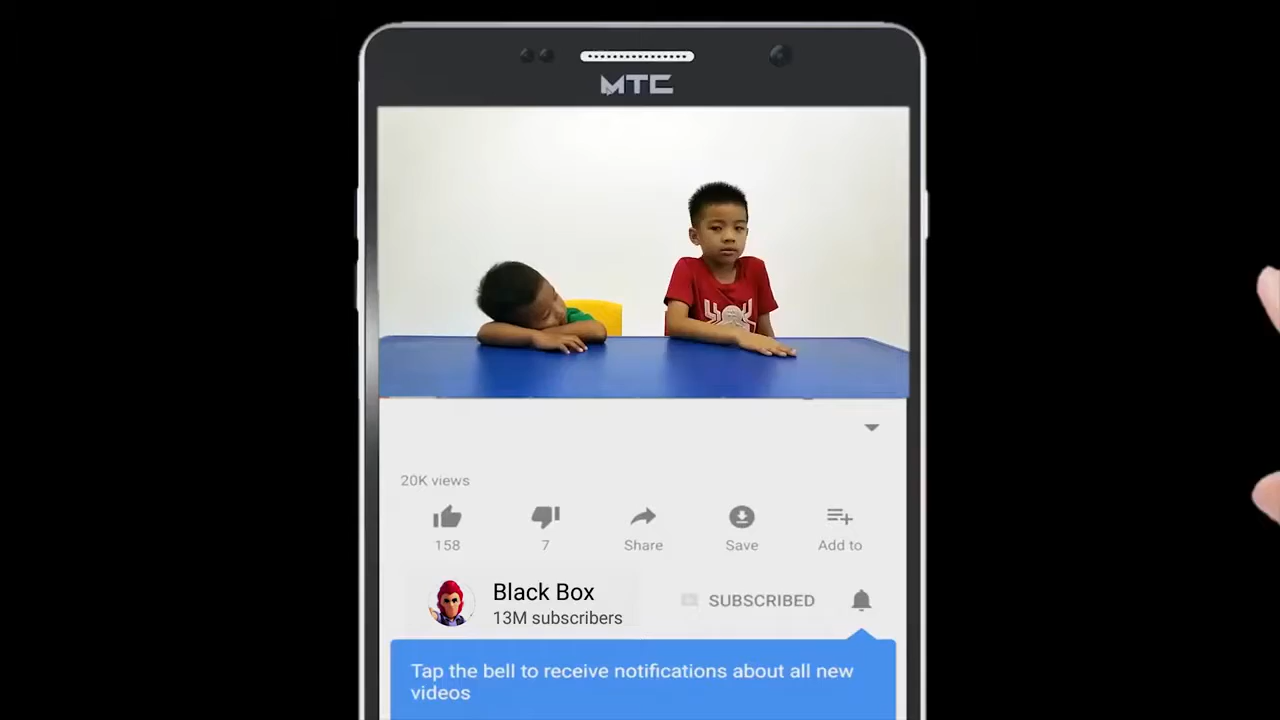 MTC
20K views
158
7
Share
Save
Add to
Black Box
SUBSCRIBED
13M subscribers
Tap the bell to receive notifications about all new
videos